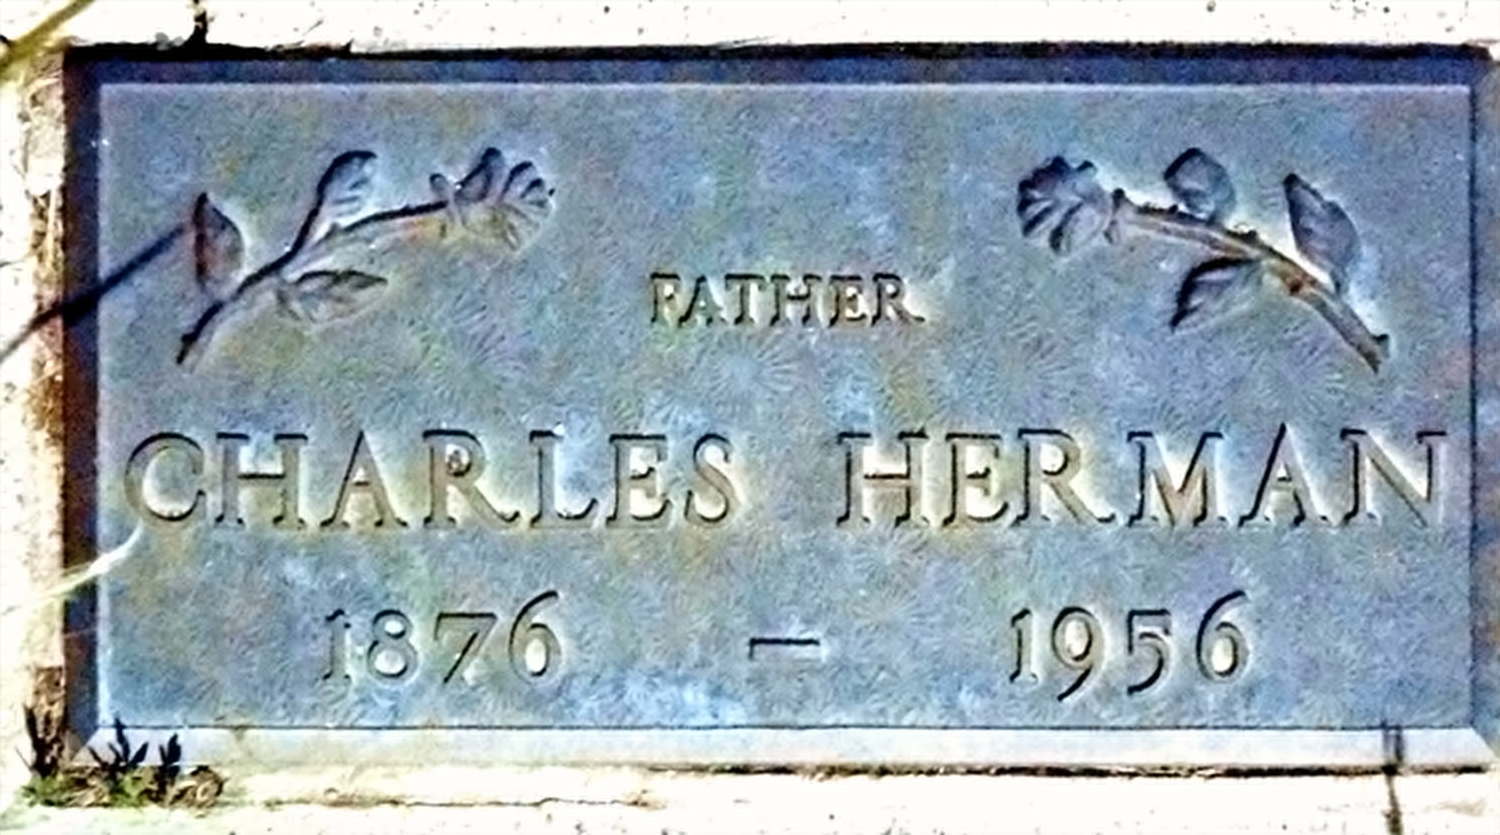 FATHER
CHARLES HERMAN
1876 – 1956